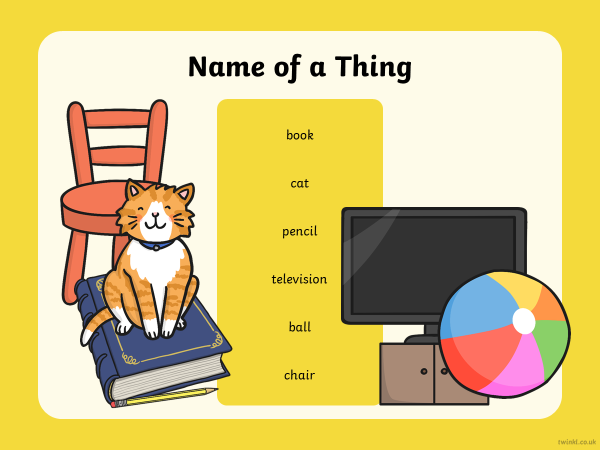 Name of a Thing
book
cat
pencil
television
ball
chair
twinkl.co.uk